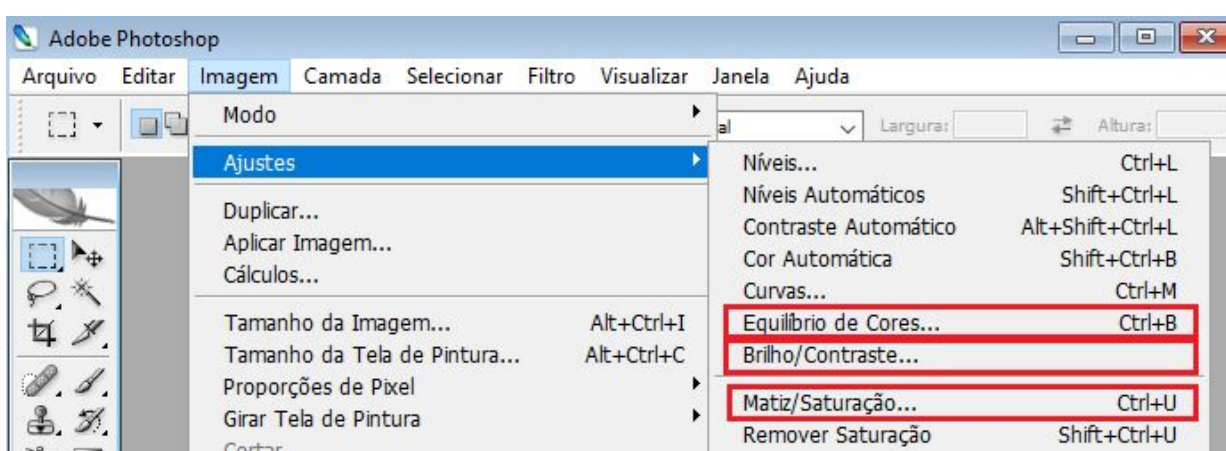 Adobe Photoshop
Arquivo Editar Imagem Camada Selecionar Filtro Visualizar Janela Ajuda
Modo
al Largura: Altura:
Ajustes
Duplicar...
Aplicar Imagem...
Cálculos...
Tamanho da Imagem... Alt+Ctrl+I
Tamanho da Tela de Pintura... Alt+Ctrl+C
Proporções de Pixel
Girar Tela de Pintura
Cortar
Níveis... Ctrl+L
Níveis Automáticos Shift+Ctrl+L
Contraste Automático Alt+Shift+Ctrl+L
Cor Automática Shift+Ctrl+B
Curvas... Ctrl+M
Equilíbrio de Cores... Ctrl+B
Brilho/Contraste...
Matiz/Saturação... Ctrl+U
Remover Saturação Shift+Ctrl+U